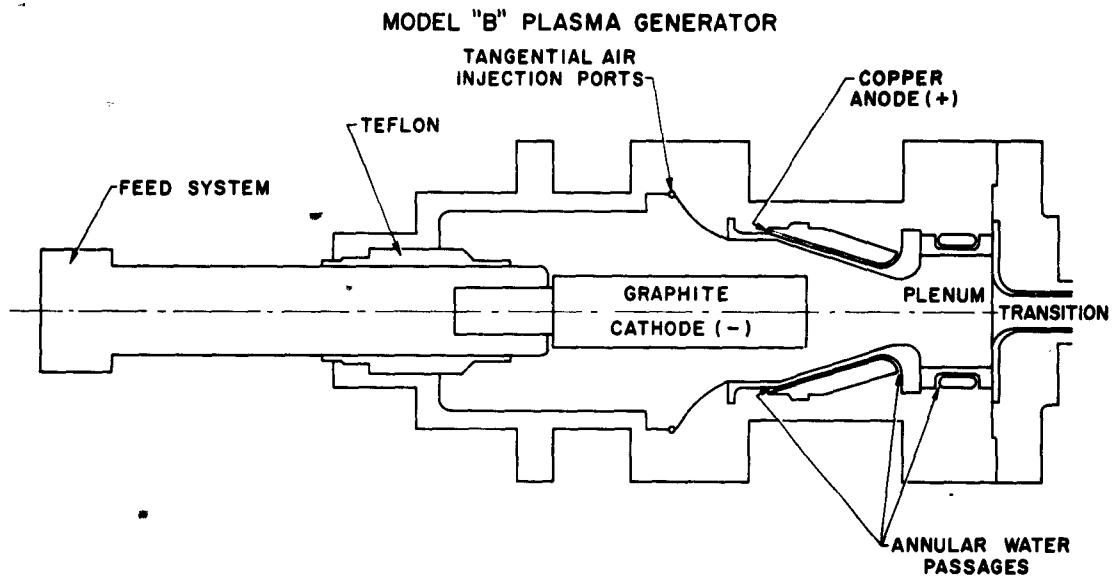 MODEL "B" PLASMA GENERATOR
TANGENTIAL AIR
INJECTION PORTS
COPPER
ANODE (+)
TEFLON
FEED SYSTEM
GRAPHITE
CATHODE (-)
PLENUM
TRANSITION
ANNULAR WATER
PASSAGES